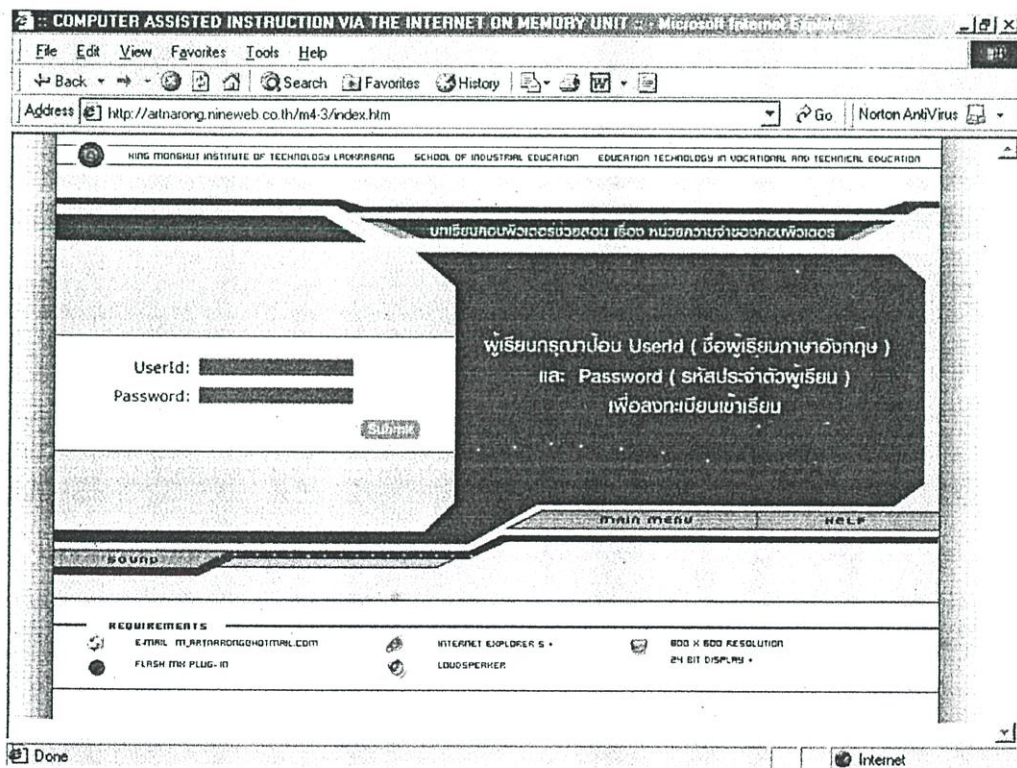 :: COMPUTER ASSISTED INSTRUCTION VIA THE INTERNET ON MEMORY UNIT :: - Microsoft Internet Explorer
File Edit View Favorites Tools Help
Back Search Favorites History
Address http://artnarong.nineweb.co.th/m4-3/index.htm Go Norton AntiVirus
KING MONGKUT INSTITUTE OF TECHNOLOGY LADKRABANG SCHOOL OF INDUSTRIAL EDUCATION EDUCATION TECHNOLOGY IN VOCATIONAL AND TECHNICAL EDUCATION
บทเรียนคอมพิวเตอร์ช่วยสอน เรื่อง หน่วยความจำของคอมพิวเตอร์
ผู้เรียนกรุณาป้อน UserId ( ชื่อผู้เรียนภาษาอังกฤษ )
และ Password ( รหัสประจำตัวผู้เรียน )
เพื่อลงทะเบียนเข้าเรียน
UserId:
Password:
Submit
MAIN MENU HELP
SOUND
REQUIREMENTS
E-MAIL M_ARTNARONG@HOTMAIL.COM INTERNET EXPLORER 5 + 800 X 600 RESOLUTION
24 BIT DISPLAY +
FLASH MX PLUG-IN LOUDSPEAKER
Done Internet